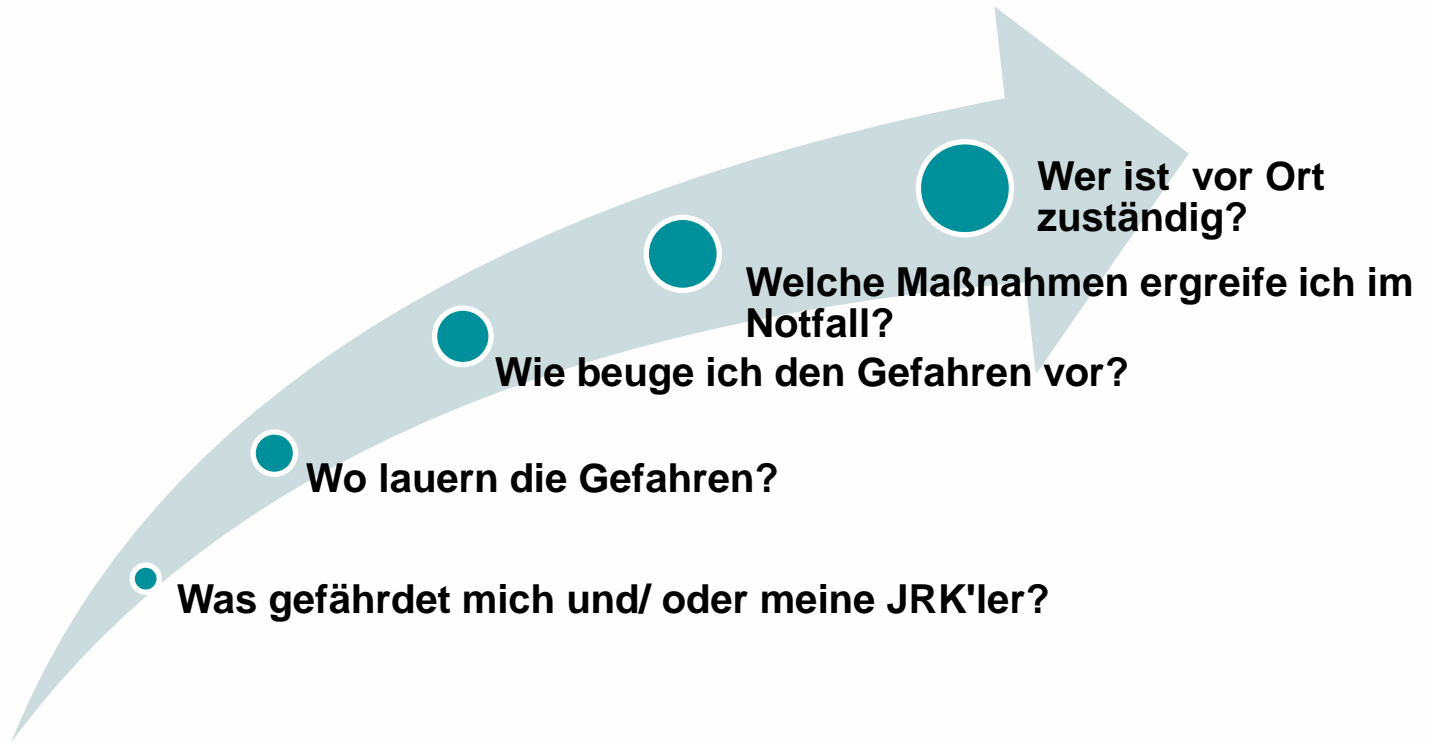 Wer ist  vor Ort
zuständig?
Welche Maßnahmen ergreife ich im
Notfall?
Wie beuge ich den Gefahren vor?
Wo lauern die Gefahren?
Was gefährdet mich und/ oder meine JRK'ler?